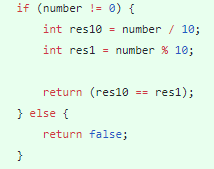 if (number != 0) {
    int res10 = number / 10;
    int res1 = number % 10;

    return (res10 == res1);
} else {
    return false;
}